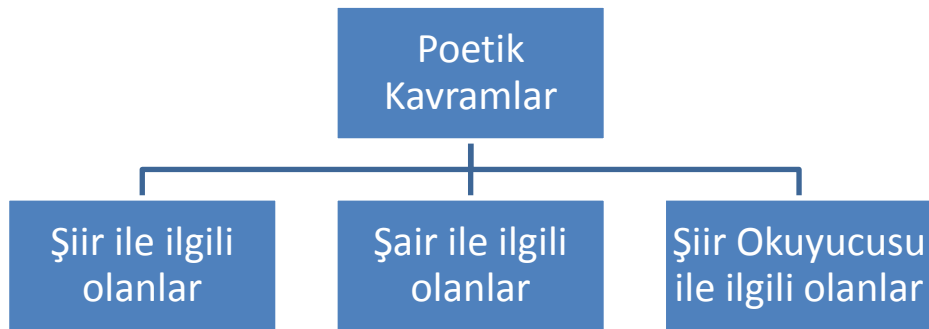 Poetik
Kavramlar
Şiir ile ilgili
olanlar
Şair ile ilgili
olanlar
Şiir Okuyucusu
ile ilgili olanlar